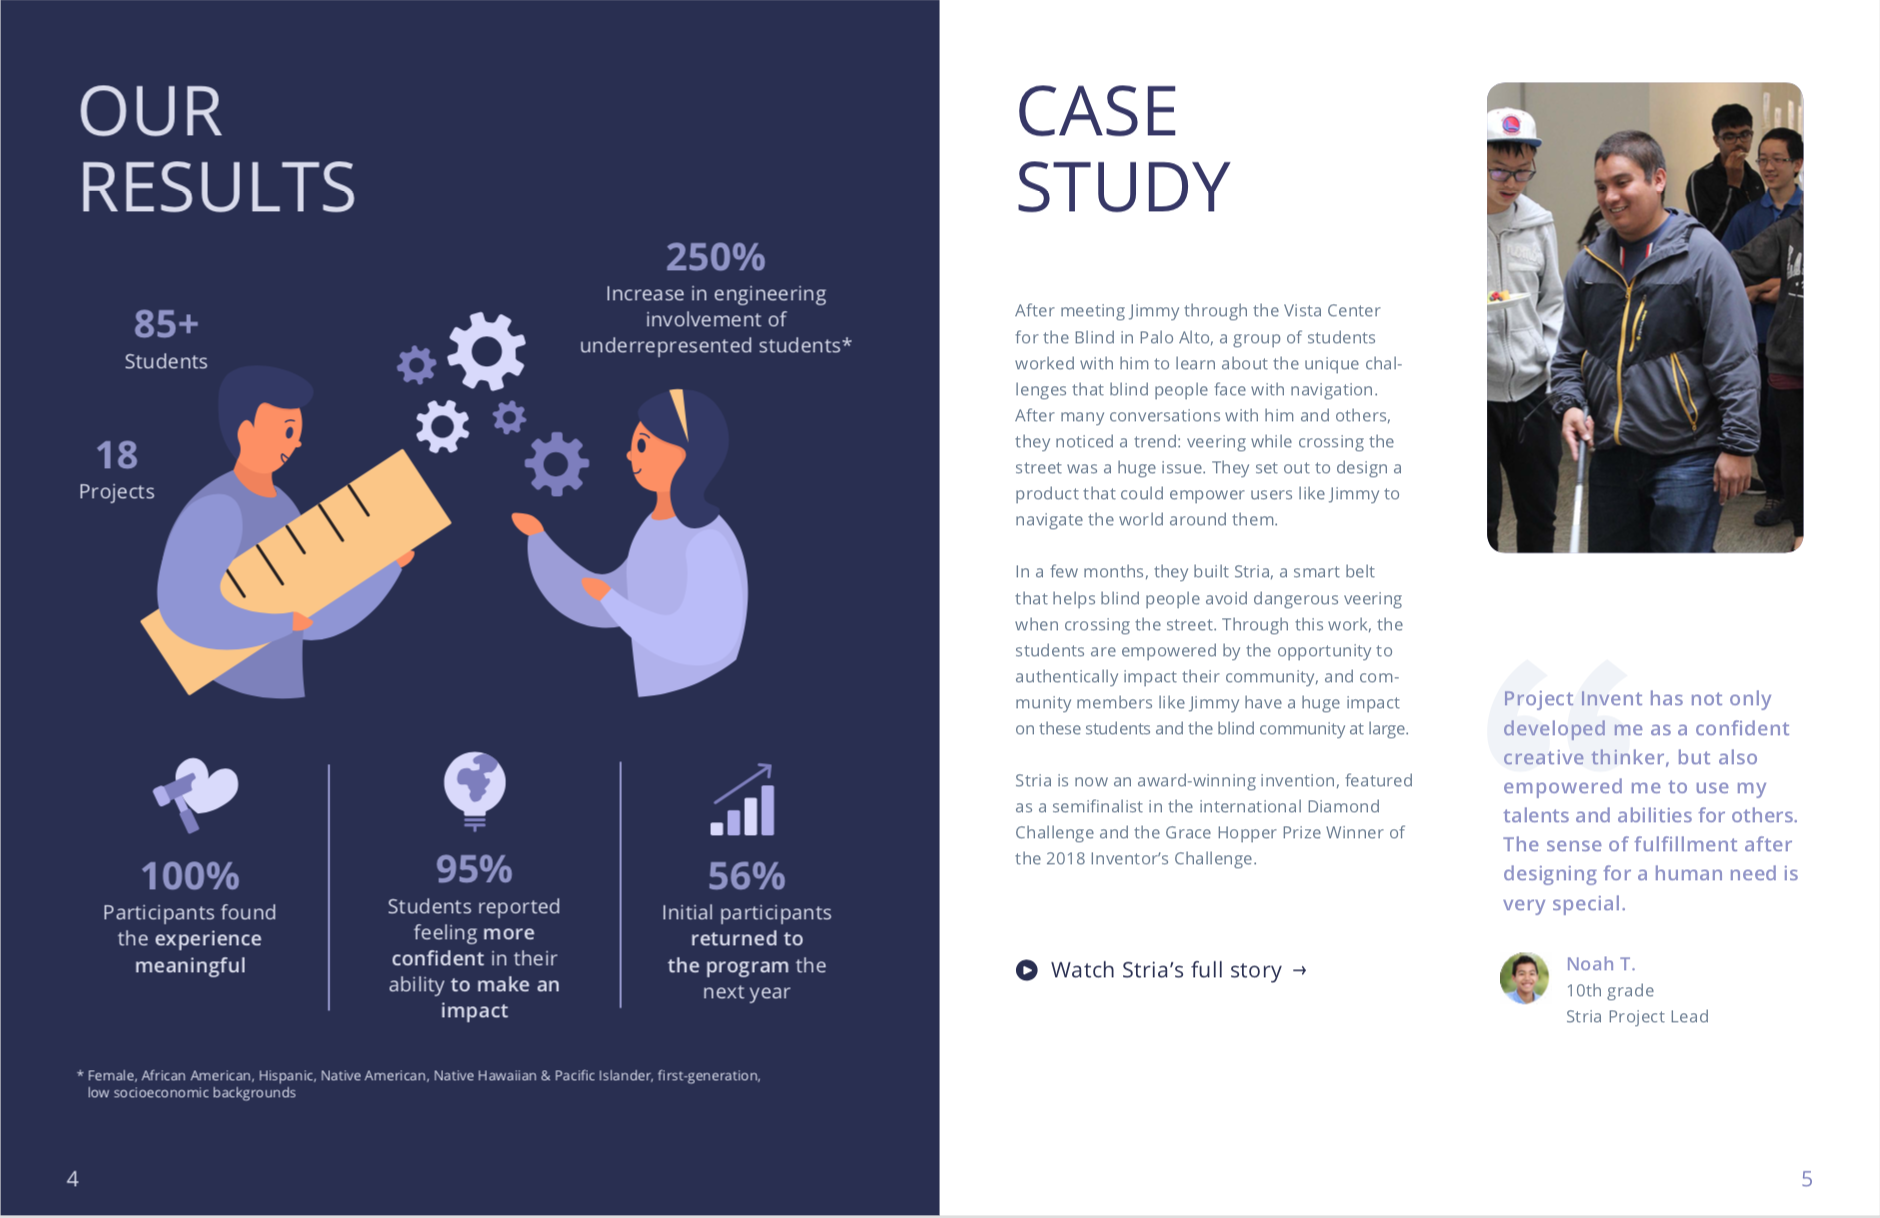 OUR
RESULTS
250%
Increase in engineering
involvement of
underrepresented students*
85+
Students
18
Projects
100%
Participants found
the experience
meaningful
95%
Students reported
feeling more
confident in their
ability to make an
impact
56%
Initial participants
returned to
the program the
next year
* Female, African American, Hispanic, Native American, Native Hawaiian & Pacific Islander, first-generation,
low socioeconomic backgrounds
4
CASE
STUDY
After meeting Jimmy through the Vista Center
for the Blind in Palo Alto, a group of students
worked with him to learn about the unique chal-
lenges that blind people face with navigation.
After many conversations with him and others,
they noticed a trend: veering while crossing the
street was a huge issue. They set out to design a
product that could empower users like Jimmy to
navigate the world around them.
In a few months, they built Stria, a smart belt
that helps blind people avoid dangerous veering
when crossing the street. Through this work, the
students are empowered by the opportunity to
authentically impact their community, and com-
munity members like Jimmy have a huge impact
on these students and the blind community at large.
Stria is now an award-winning invention, featured
as a semifinalist in the international Diamond
Challenge and the Grace Hopper Prize Winner of
the 2018 Inventor’s Challenge.
Watch Stria’s full story →
“
Project Invent has not only
developed me as a confident
creative thinker, but also
empowered me to use my
talents and abilities for others.
The sense of fulfillment after
designing for a human need is
very special.
Noah T.
10th grade
Stria Project Lead
5